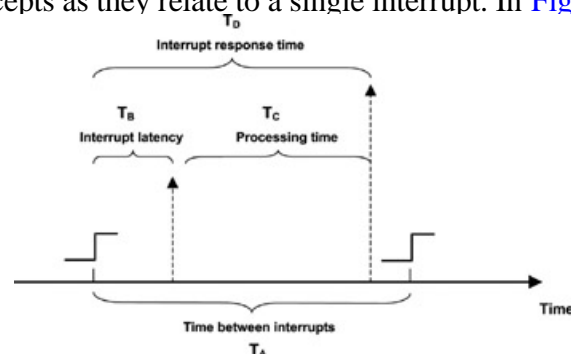 cepts as they relate to a single interrupt. In Fig
TD
Interrupt response time
TB TC
Interrupt latency Processing time
Time
Time between interrupts
TA